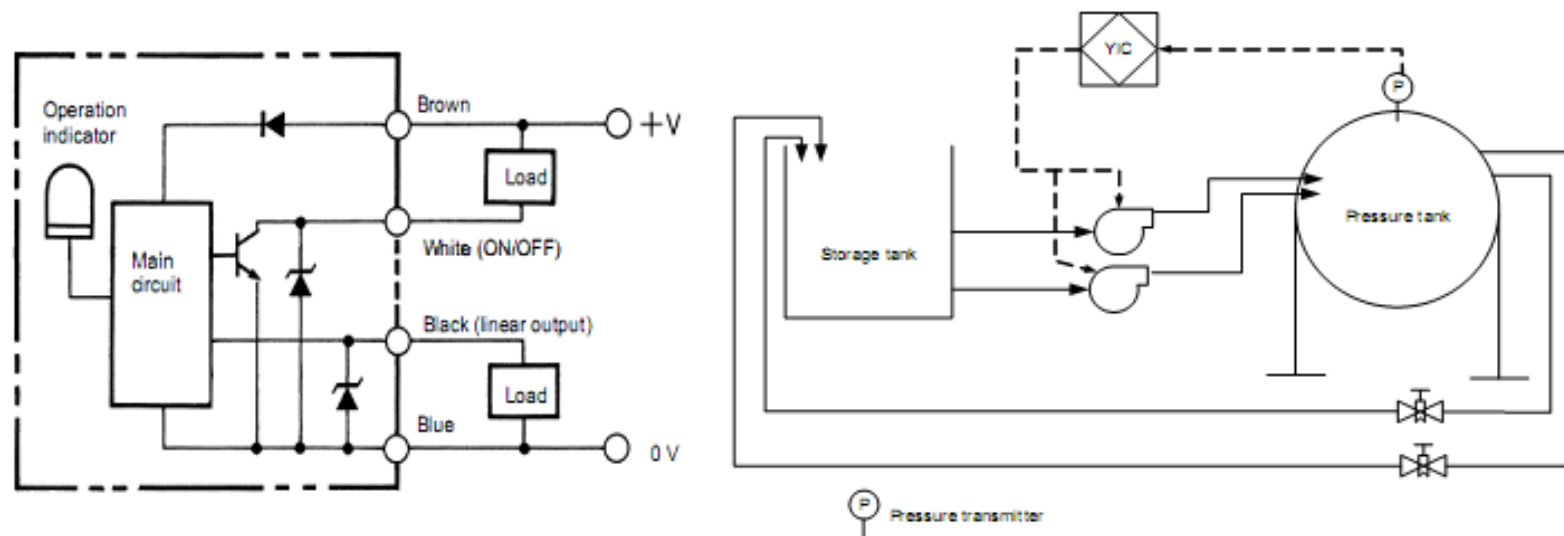 Operation
indicator
Main
circuit
Brown
+V
Load
White (ON/OFF)
Black (linear output)
Load
Blue
0 V
YIC
P
Storage tank
Pressure tank
P
Pressure transmitter